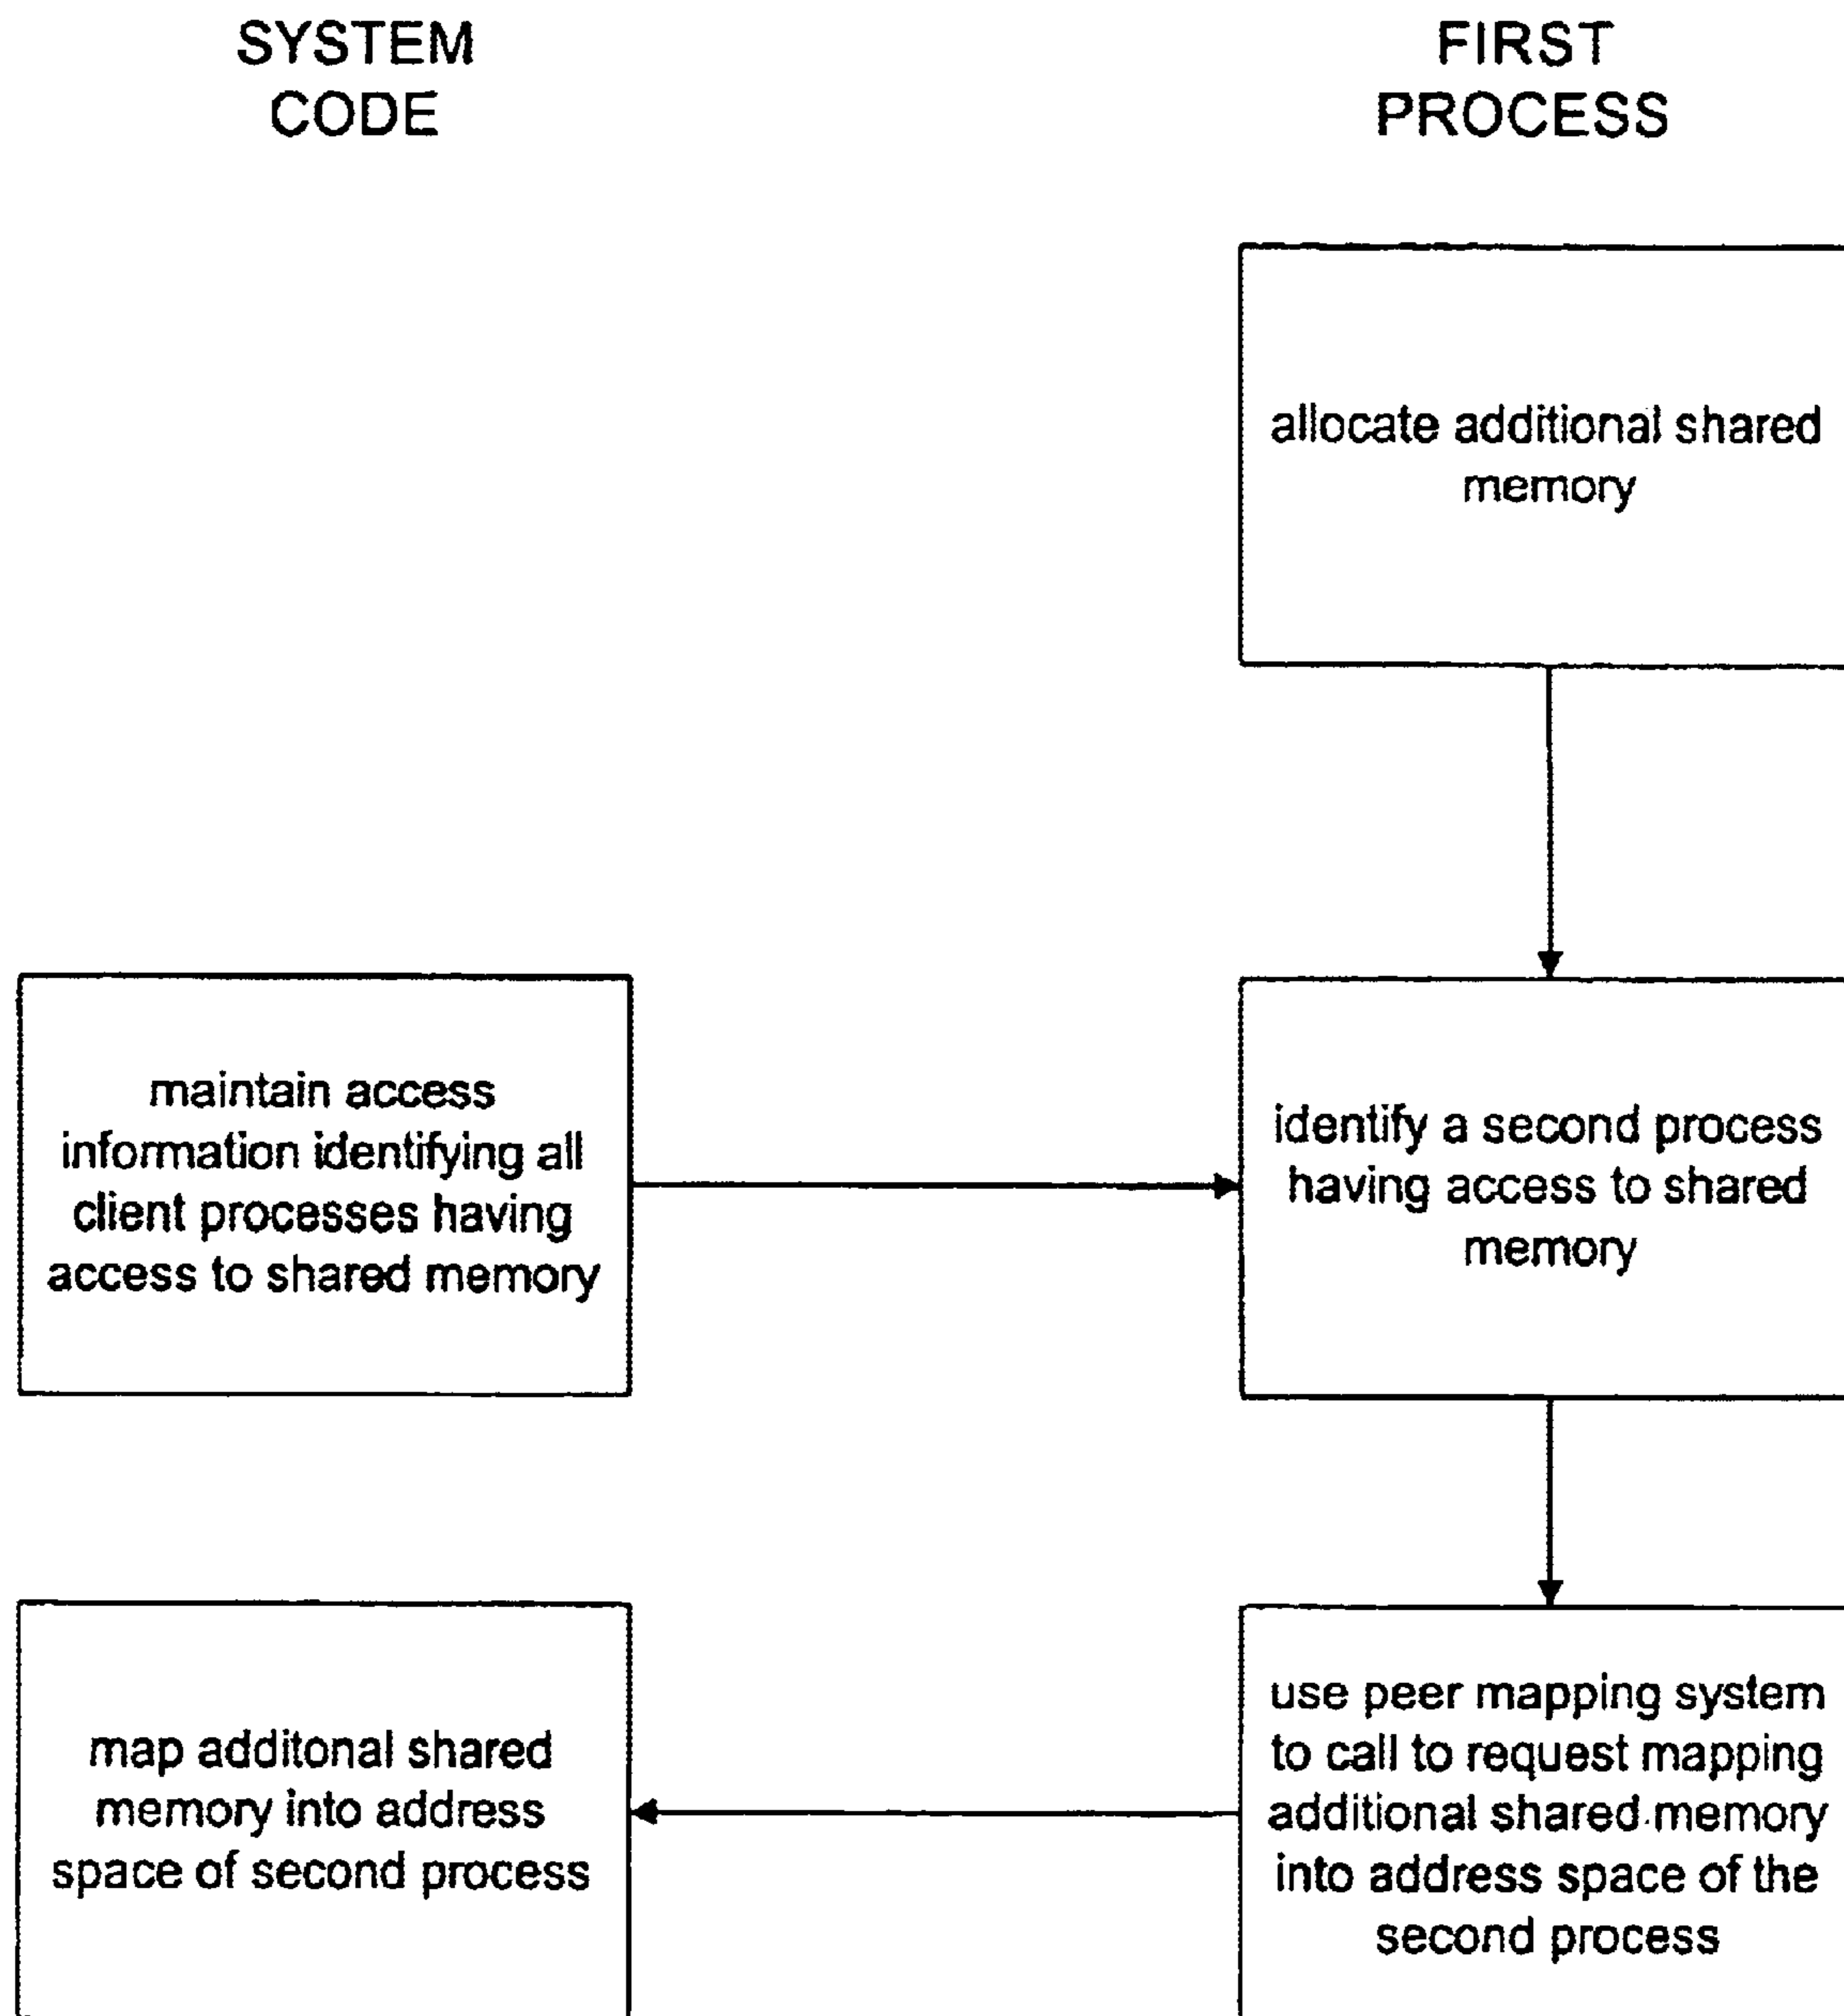 SYSTEM
CODE
FIRST
PROCESS
allocate additional shared
memory
maintain access
information identifying all
client processes having
access to shared memory
identify a second process
having access to shared
memory
map additonal shared
memory into address
space of second process
use peer mapping system
to call to request mapping
additional shared memory
into address space of the
second process